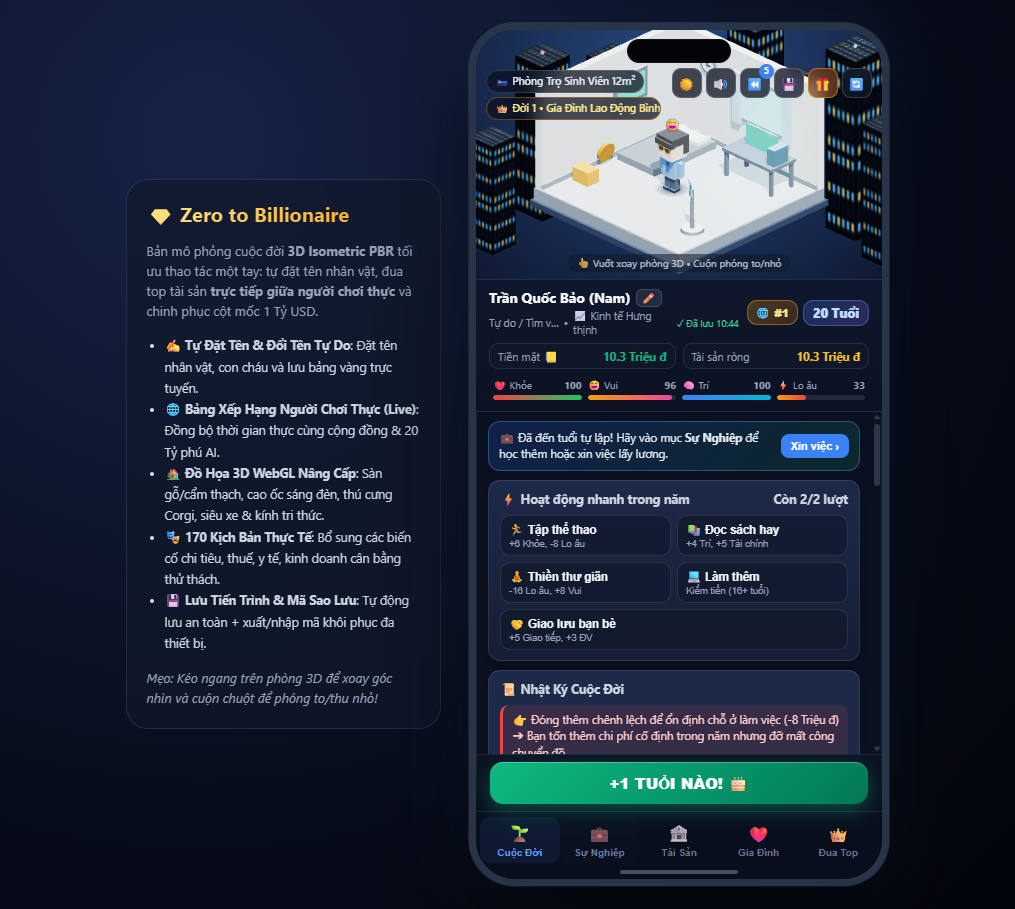 Zero to Billionaire
Bản mô phỏng cuộc đời 3D Isometric PBR tối
ưu thao tác một tay: tự đặt tên nhân vật, đua
top tài sản trực tiếp giữa người chơi thực và
chinh phục cột mốc 1 Tỷ USD.
• Tự Đặt Tên & Đổi Tên Tự Do: Đặt tên
nhân vật, con cháu và lưu bảng vàng trực
tuyến.
• Bảng Xếp Hạng Người Chơi Thực (Live):
Đồng bộ thời gian thực cùng cộng đồng & 20
Tỷ phú AI.
• Đồ Họa 3D WebGL Nâng Cấp: Sàn
gỗ/cẩm thạch, cao ốc sáng đèn, thú cưng
Corgi, siêu xe & kính tri thức.
• 170 Kịch Bản Thực Tế: Bổ sung các biến
cố chi tiêu, thuế, y tế, kinh doanh cân bằng
thử thách.
• Lưu Tiến Trình & Mã Sao Lưu: Tự động
lưu an toàn + xuất/nhập mã khôi phục đa
thiết bị.
Mẹo: Kéo ngang trên phòng 3D để xoay góc
nhìn và cuộn chuột để phóng to/thu nhỏ!
Phòng Trọ Sinh Viên 12m²
5
Đời 1 • Gia Đình Lao Động Bình
Vuốt xoay phòng 3D • Cuộn phóng to/nhỏ
Trần Quốc Bảo (Nam)
Tự do / Tìm v... • Kinh tế Hưng
thịnh
✓ Đã lưu 10:44
#1
20 Tuổi
Tiền mặt 10.3 Triệu đ
Tài sản ròng 10.3 Triệu đ
Khỏe 100 Vui 96 Trí 100 Lo âu 33
Đã đến tuổi tự lập! Hãy vào mục Sự Nghiệp để
học thêm hoặc xin việc lấy lương.
Xin việc ›
Hoạt động nhanh trong năm Còn 2/2 lượt
Tập thể thao
+6 Khỏe, -8 Lo âu
Đọc sách hay
+4 Trí, +5 Tài chính
Thiền thư giãn
-16 Lo âu, +8 Vui
Làm thêm
Kiếm tiền (16+ tuổi)
Giao lưu bạn bè
+5 Giao tiếp, +3 ĐV
Nhật Ký Cuộc Đời
Đóng thêm chênh lệch để ổn định chỗ ở làm việc (-8 Triệu đ)
➔ Bạn tốn thêm chi phí cố định trong năm nhưng đỡ mất công
chuyển đồ
+1 TUỔI NÀO!
Cuộc Đời Sự Nghiệp Tài Sản Gia Đình Đua Top